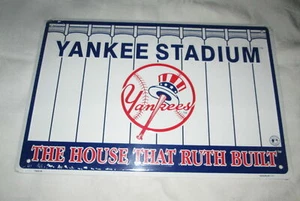 YANKEE STADIUM
Yankees
THE HOUSE THAT RUTH BUILT